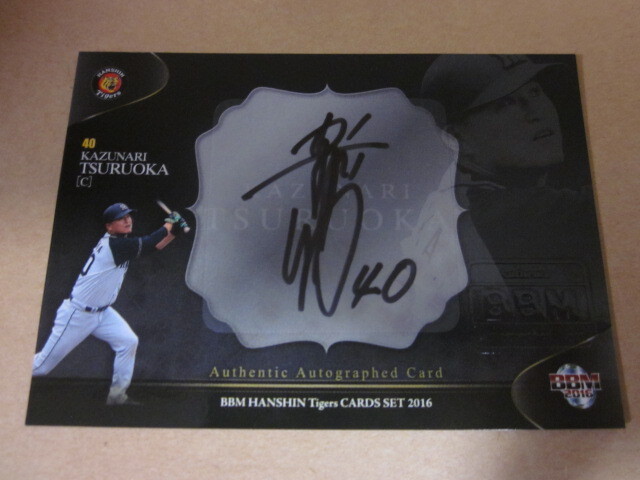 HANSHIN
Tigers
40
KAZUNARI
TSURUOKA
[C]
KAZUNARI
TSURUOKA
40
BBM
Authentic Autographed Card
BBM HANSHIN Tigers CARDS SET 2016
BBM
2016